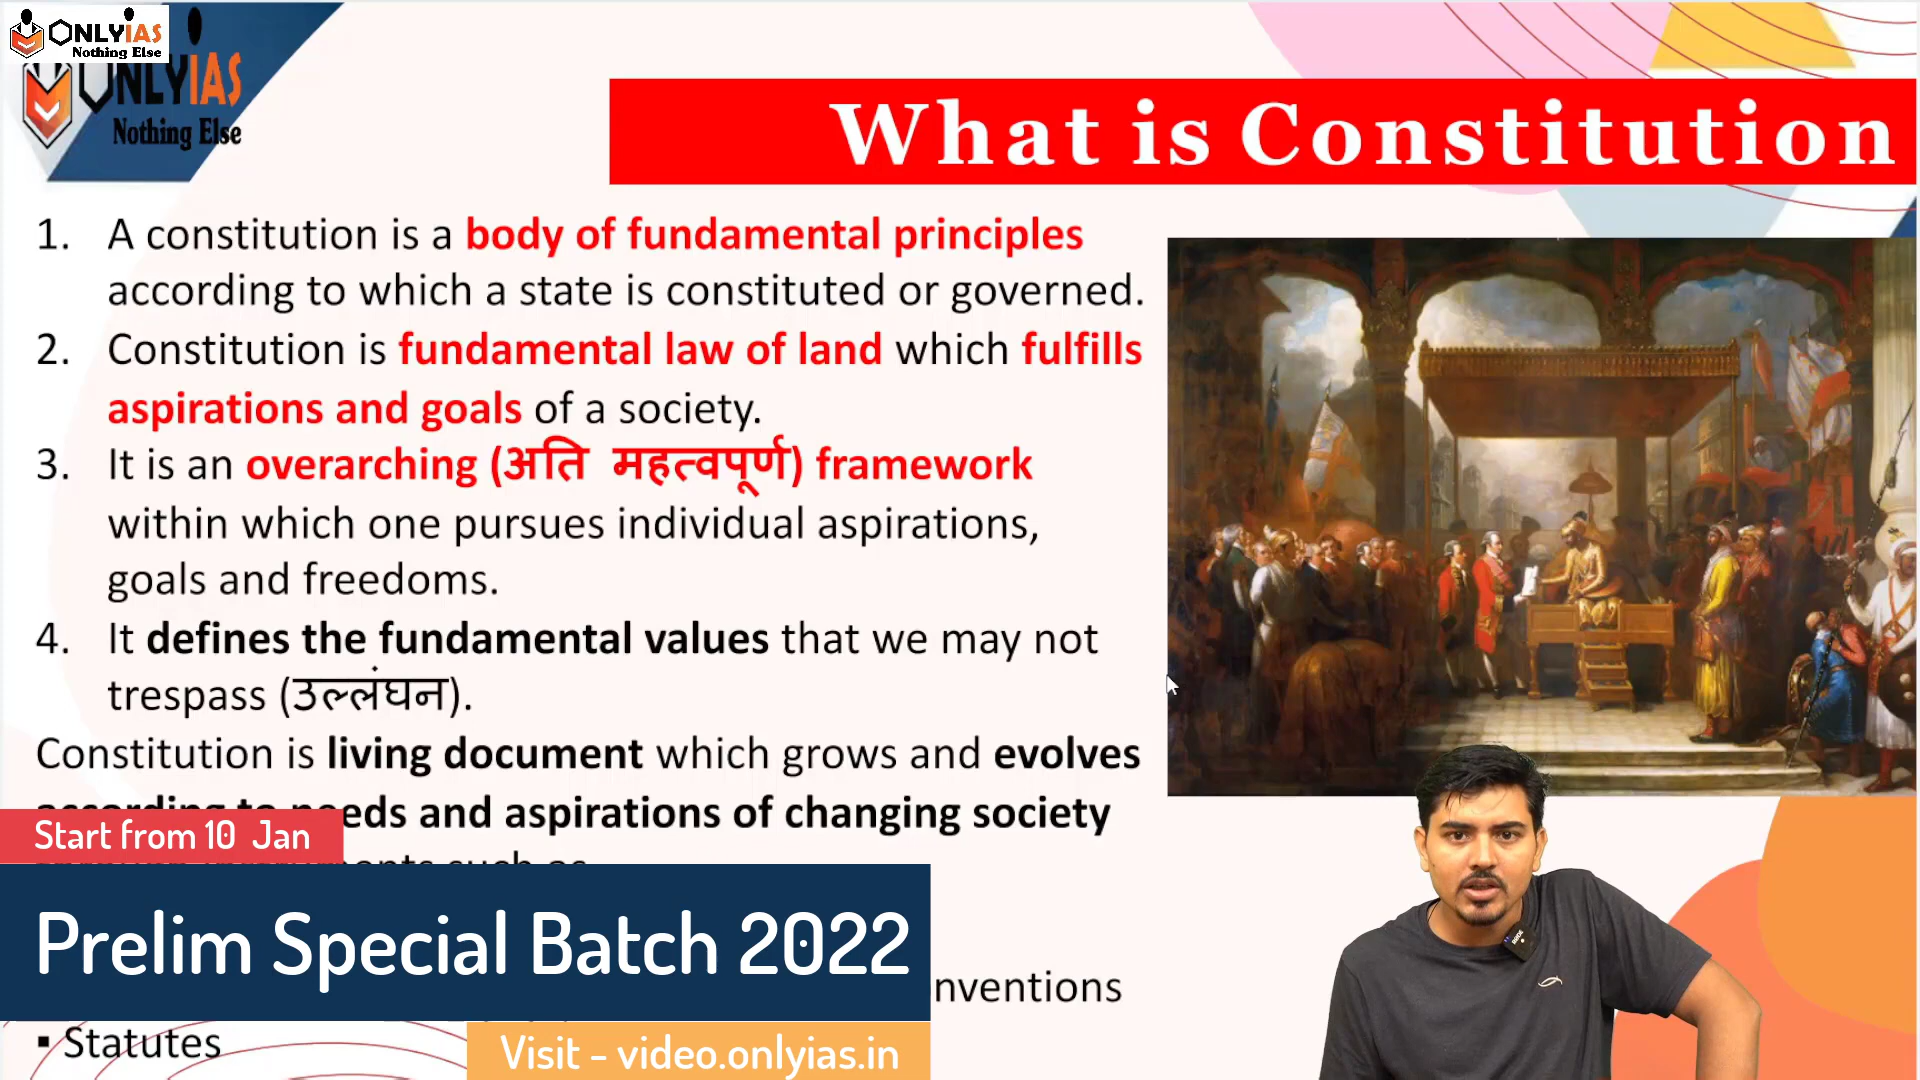 ONLYIAS
Nothing Else
ONLYIAS
Nothing Else
What is Constitution
1. A constitution is a body of fundamental principles
according to which a state is constituted or governed.
2. Constitution is fundamental law of land which fulfills
aspirations and goals of a society.
3. It is an overarching (अति महत्वपूर्ण) framework
within which one pursues individual aspirations,
goals and freedoms.
4. It defines the fundamental values that we may not
trespass (उल्लंघन).
Constitution is living document which grows and evolves
according to needs and aspirations of changing society
such as
Start from 10 Jan
Prelim Special Batch 2022
nventions
▪ Statutes
Visit - video.onlyias.in